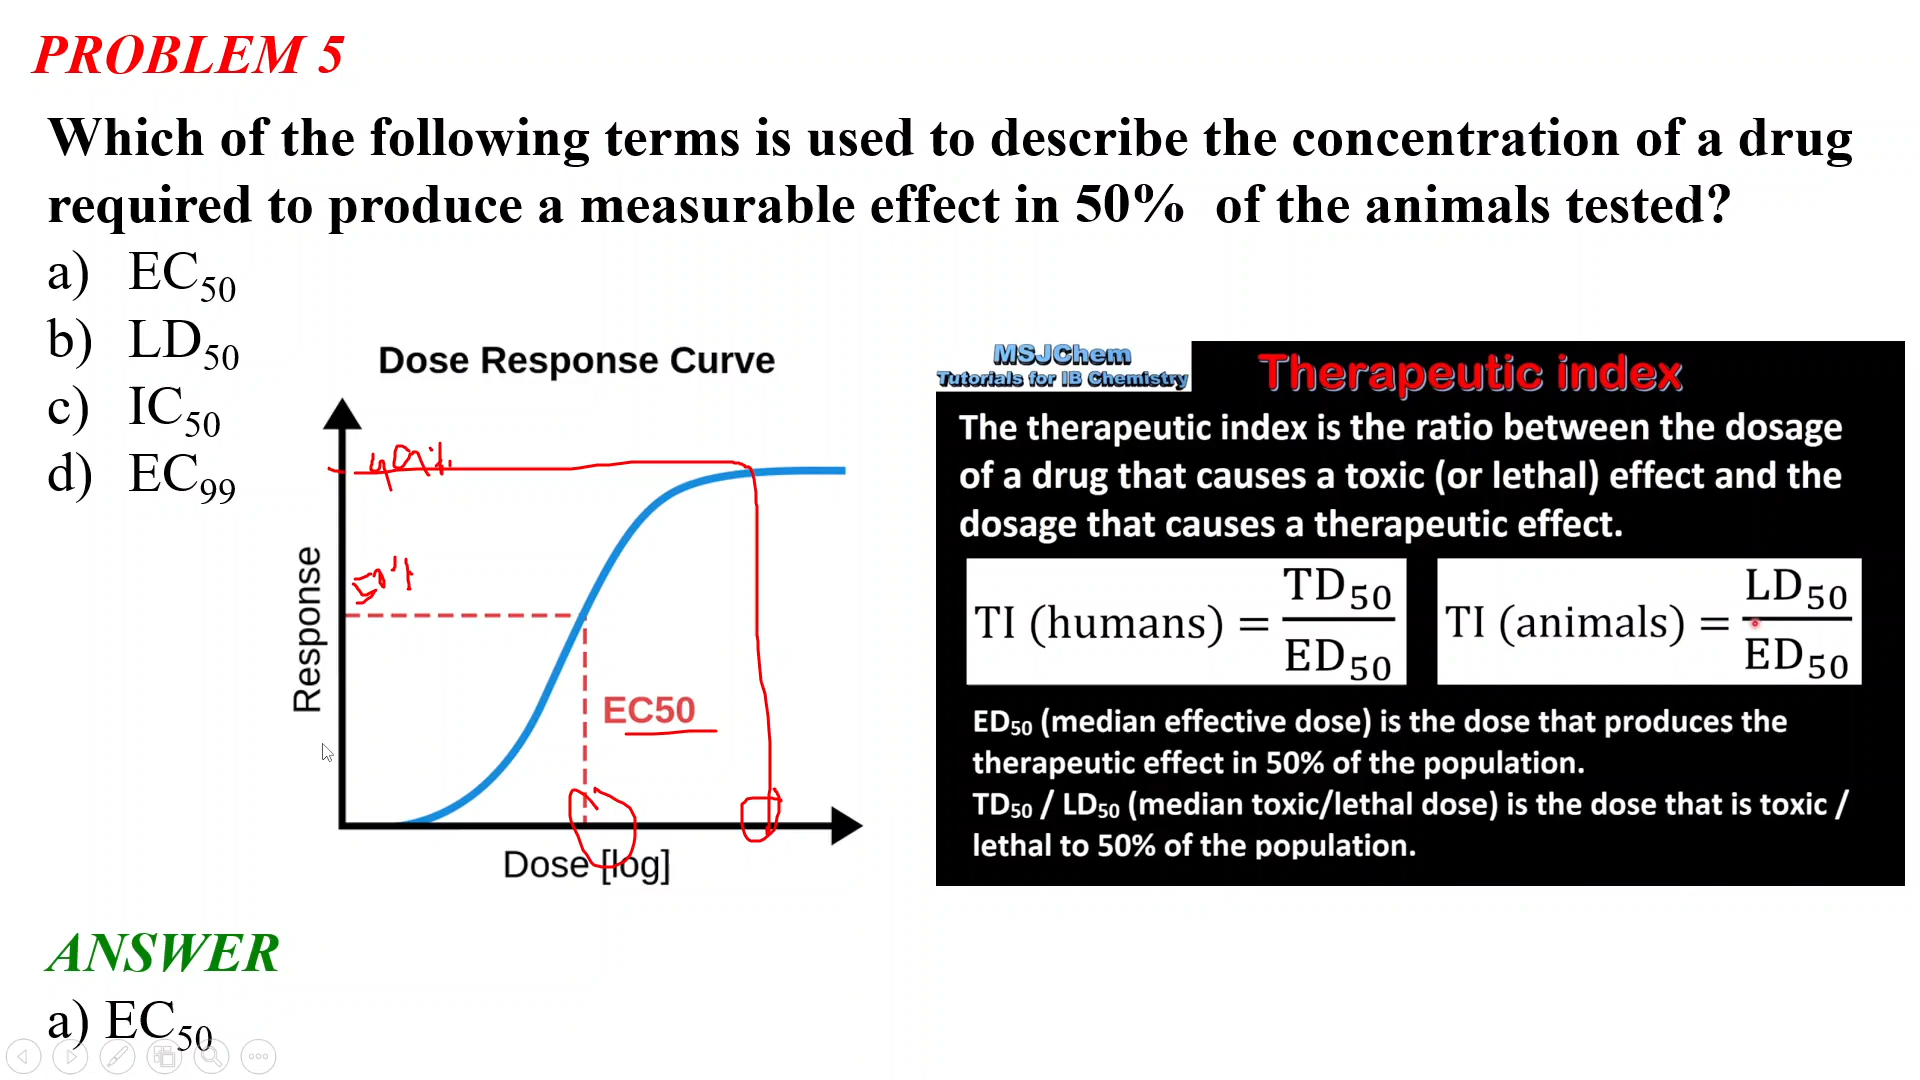 PROBLEM 5
Which of the following terms is used to describe the concentration of a drug
required to produce a measurable effect in 50% of the animals tested?
a) EC₅₀
b) LD₅₀
c) IC₅₀
d) EC₉₉
Dose Response Curve
50%
Response
EC50
Dose [log]
MSJChem
Tutorials for IB Chemistry
Therapeutic index
The therapeutic index is the ratio between the dosage
of a drug that causes a toxic (or lethal) effect and the
dosage that causes a therapeutic effect.
TI (humans) = TD₅₀ / ED₅₀
TI (animals) = LD₅₀ / ED₅₀
ED₅₀ (median effective dose) is the dose that produces the
therapeutic effect in 50% of the population.
TD₅₀ / LD₅₀ (median toxic/lethal dose) is the dose that is toxic /
lethal to 50% of the population.
ANSWER
a) EC₅₀